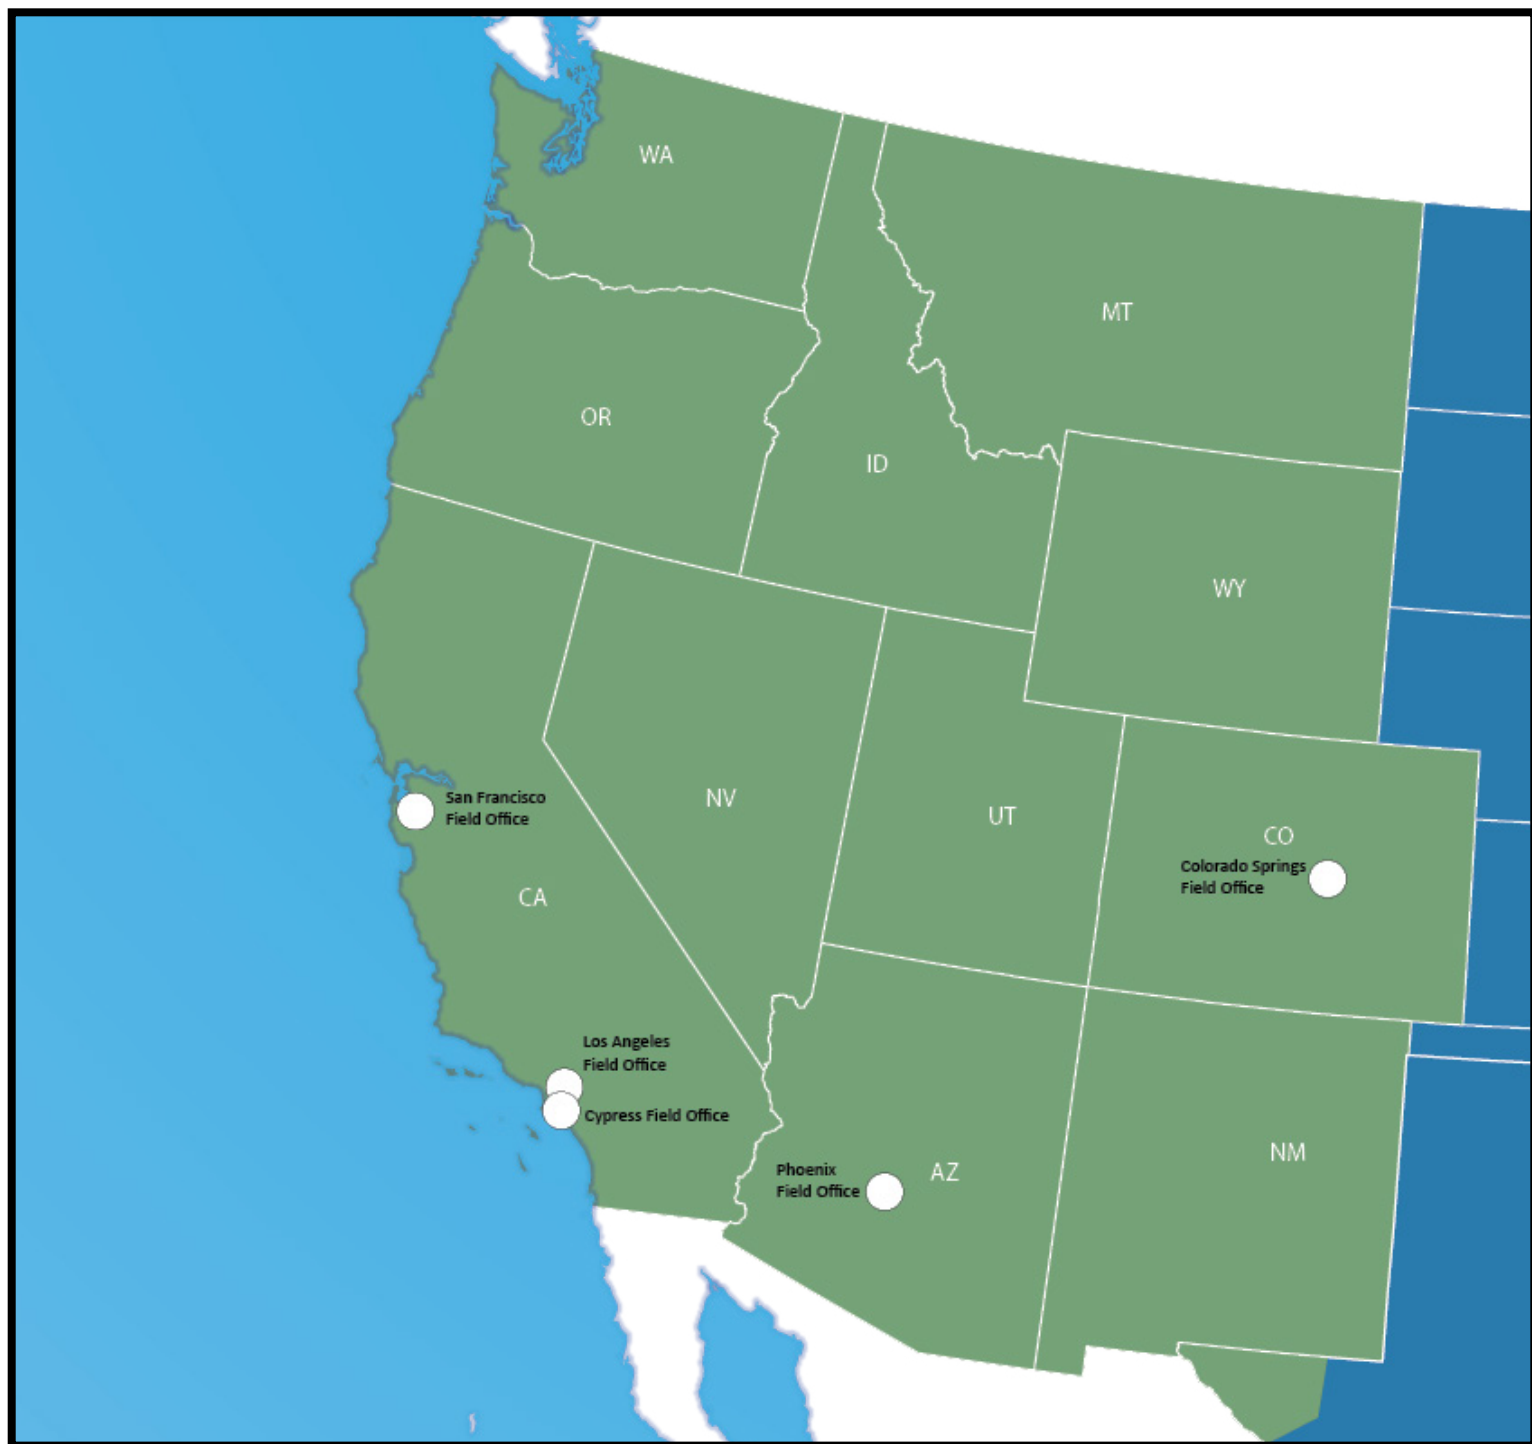 WA
MT
OR
ID
WY
San Francisco
Field Office
NV
UT
CO
Colorado Springs
Field Office
CA
Los Angeles
Field Office
Cypress Field Office
Phoenix
Field Office
AZ
NM